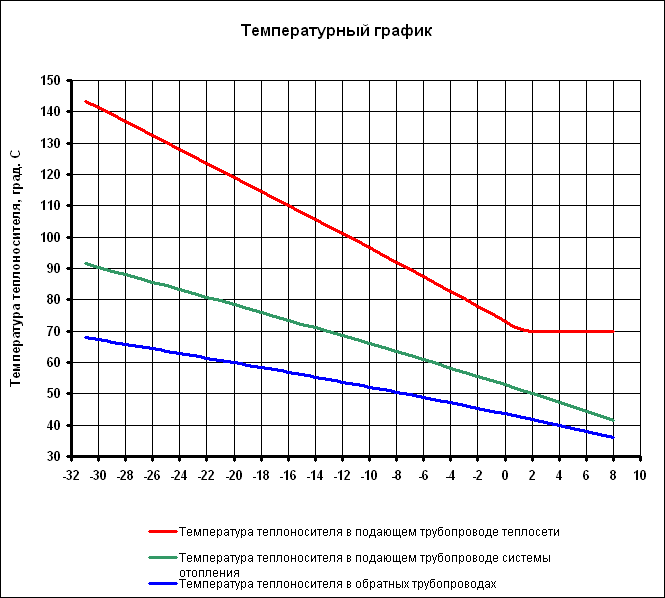 Температурный график
Температура теплоносителя, град. С
150
140
130
120
110
100
90
80
70
60
50
40
30
-32 -30 -28 -26 -24 -22 -20 -18 -16 -14 -12 -10 -8 -6 -4 -2 0 2 4 6 8 10
Температура теплоносителя в подающем трубопроводе теплосети
Температура теплоносителя в подающем трубопроводе системы
отопления
Температура теплоносителя в обратных трубопроводах